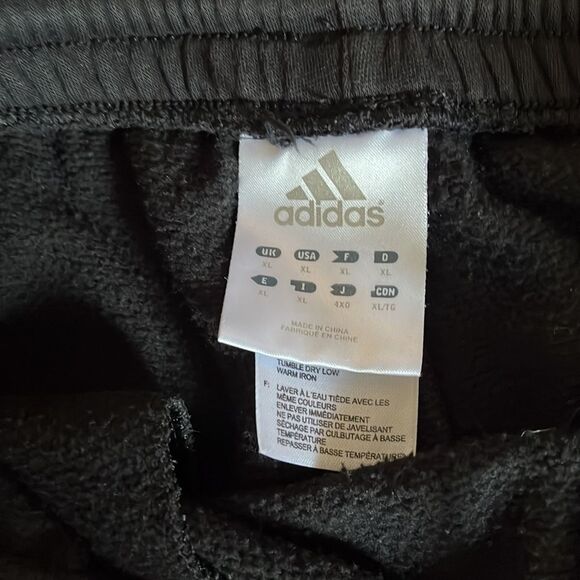 adidas®
UK USA F D
XL XL XL XL
E I J CDN
XL XL 4XO XL/TG
MADE IN CHINA
FABRIQUÉ EN CHINE
TUMBLE DRY LOW
WARM IRON
F: LAVER À L'EAU TIÈDE AVEC LES
MÊME COULEURS
ENLEVER IMMÉDIATEMENT
NE PAS UTILISER DE JAVELISANT
SÉCHAGE PAR CULBUTAGE À BASSE
TEMPÉRATURE
REPASSER À BASSE TEMPÉRATURE